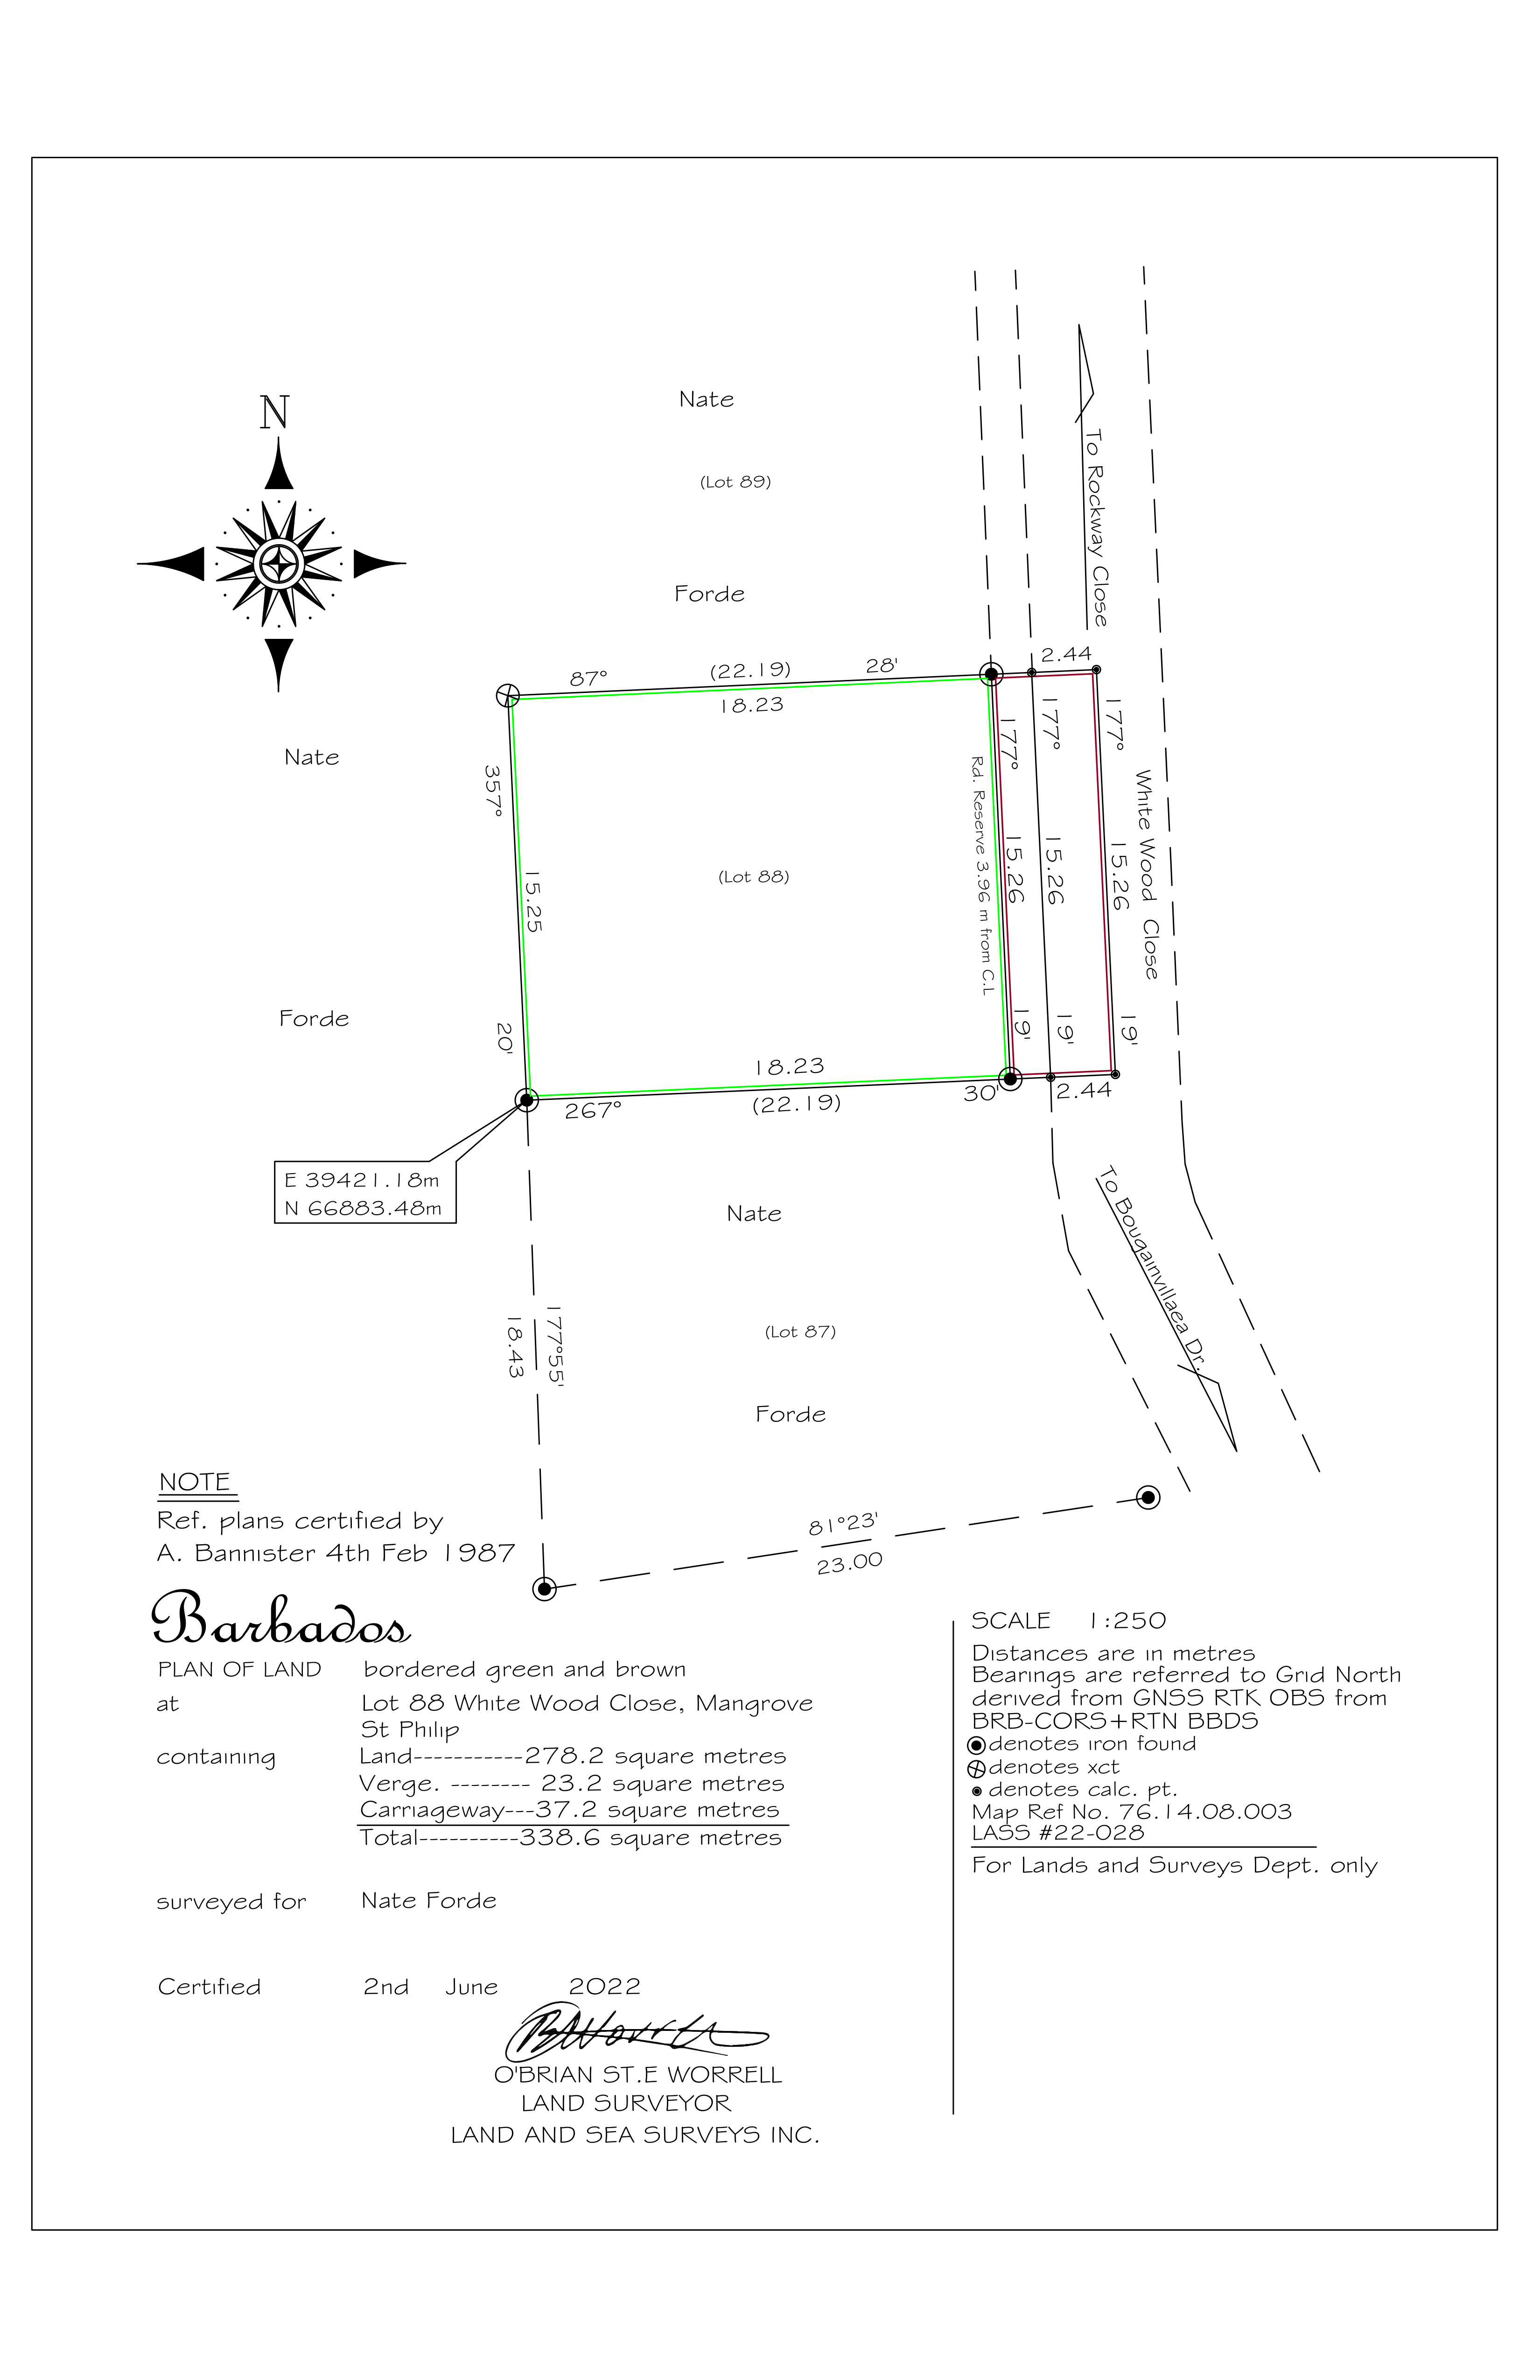 N
Nate
(Lot 89)
Forde
To Rockway Close
87° (22.19) 28'
18.23
2.44
Nate
Forde
357°
15.25
20'
(Lot 88)
Rd. Reserve 3.96 m from C.L
177° 15.26 19'
177° 15.26 19'
177° 15.26 19'
White Wood Close
18.23
267° (22.19) 30'
2.44
E 39421.18m
N 66883.48m
Nate
(Lot 87)
Forde
To Bougainvillaea Dr.
177°55'
18.43
81°23'
23.00
NOTE
Ref. plans certified by
A. Bannister 4th Feb 1987
Barbados
PLAN OF LAND bordered green and brown
at Lot 88 White Wood Close, Mangrove
St Philip
containing Land-----------278.2 square metres
Verge. -------- 23.2 square metres
Carriageway---37.2 square metres
Total----------338.6 square metres
surveyed for Nate Forde
Certified 2nd June 2022
O'BRIAN ST.E WORRELL
LAND SURVEYOR
LAND AND SEA SURVEYS INC.
SCALE 1:250
Distances are in metres
Bearings are referred to Grid North
derived from GNSS RTK OBS from
BRB-CORS+RTN BBDS
denotes iron found
denotes xct
denotes calc. pt.
Map Ref No. 76.14.08.003
LASS #22-028
For Lands and Surveys Dept. only